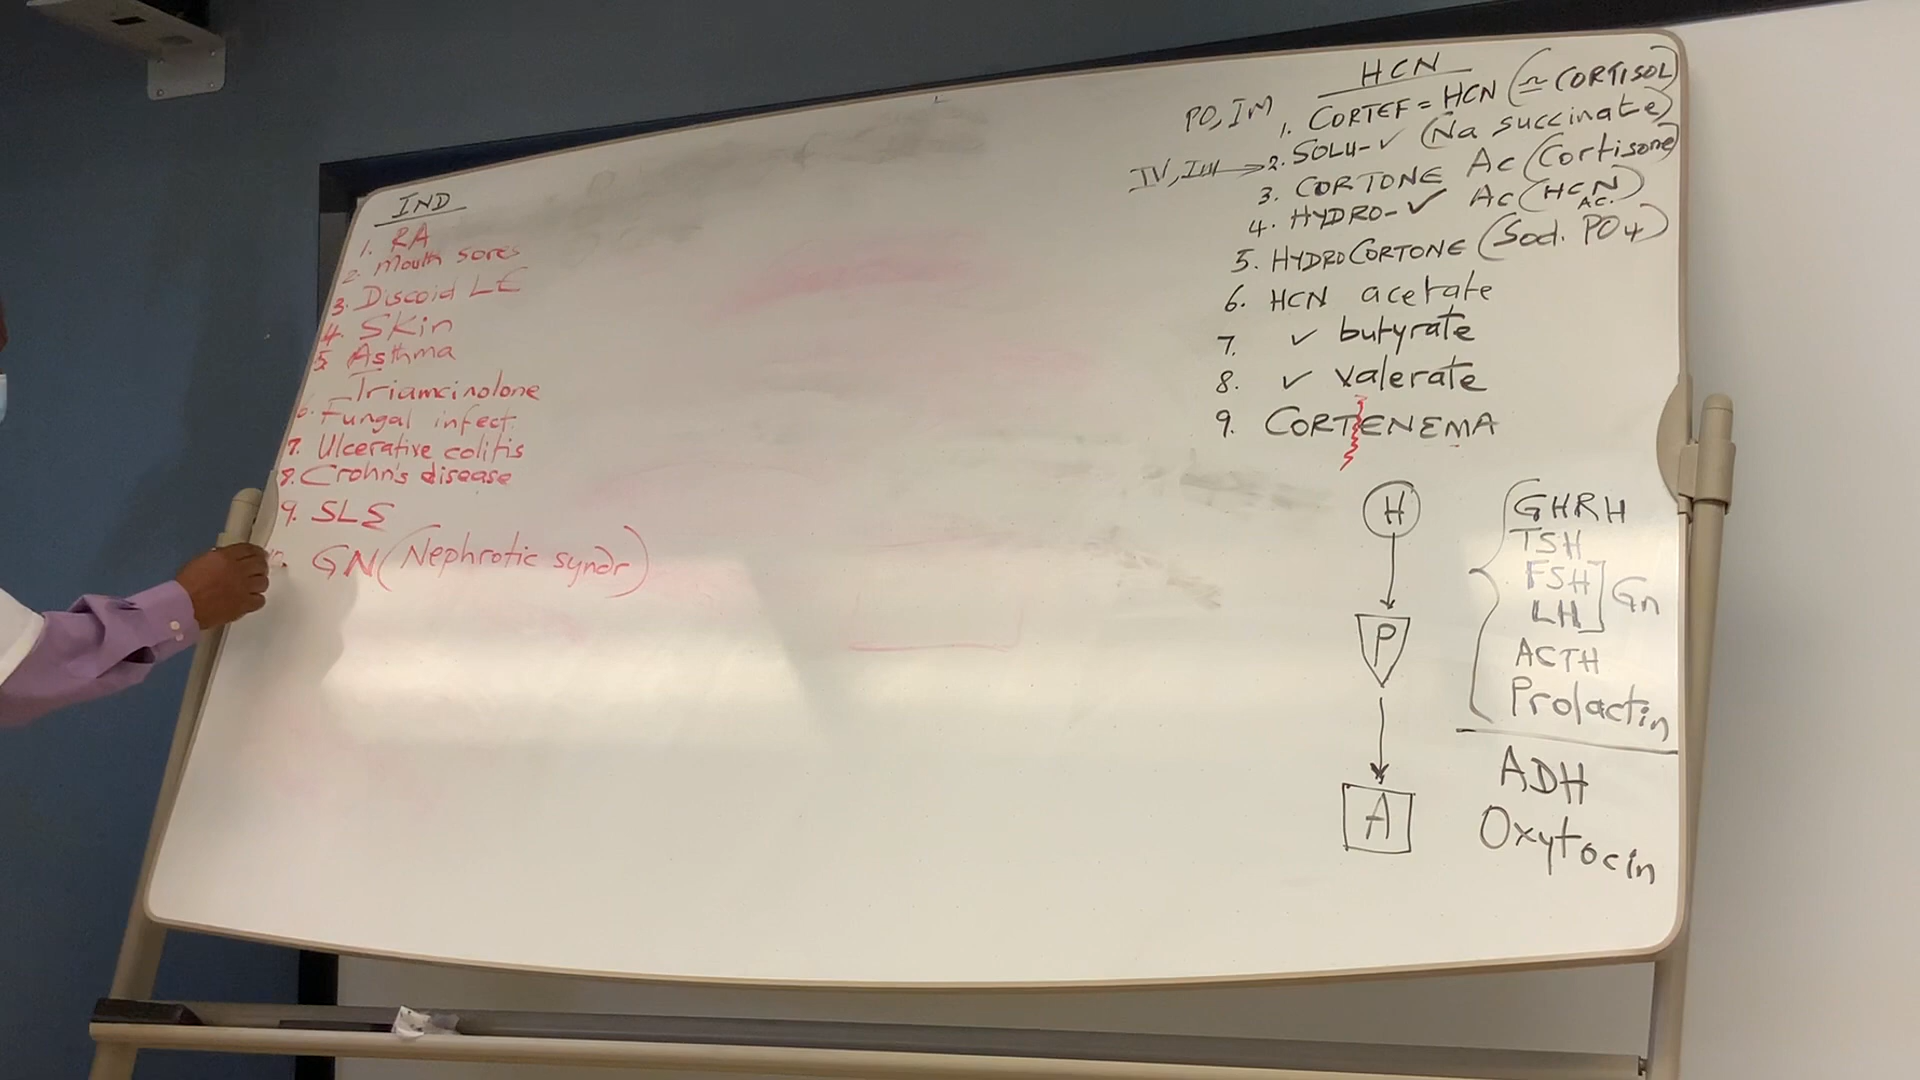 IND
1. RA
2. Mouth sores
3. Discoid LE
4. Skin
5. Asthma
Triamcinolone
6. Fungal infect.
7. Ulcerative colitis
8. Crohn's disease
9. SLE
10. GN (Nephrotic syndr)
HCN
PO, IM 1. CORTEF = HCN (≃ CORTISOL)
IV, IM → 2. SOLU-✓ (Na succinate)
3. CORTONE Ac (Cortisone)
4. HYDRO-✓ Ac (HCN AC.)
5. HYDROCORTONE (Sod. PO4)
6. HCN acetate
7. ✓ butyrate
8. ✓ valerate
9. CORTENEMA
H
P
A
GHRH
TSH
FSH
LH
Gn
ACTH
Prolactin
ADH
Oxytocin